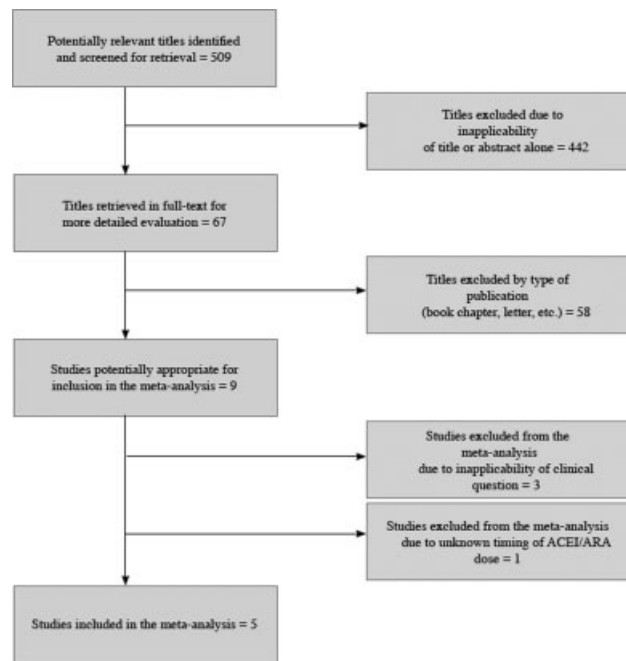 Potentially relevant titles identified
and screened for retrieval = 509
Titles excluded due to
inapplicability
of title or abstract alone = 442
Titles retrieved in full-text for
more detailed evaluation = 67
Titles excluded by type of
publication
(book chapter, letter, etc.) = 58
Studies potentially appropriate for
inclusion in the meta-analysis = 9
Studies excluded from the
meta-analysis
due to inapplicability of clinical
question = 3
Studies excluded from the meta-analysis
due to unknown timing of ACEI/ARA
dose = 1
Studies included in the meta-analysis = 5